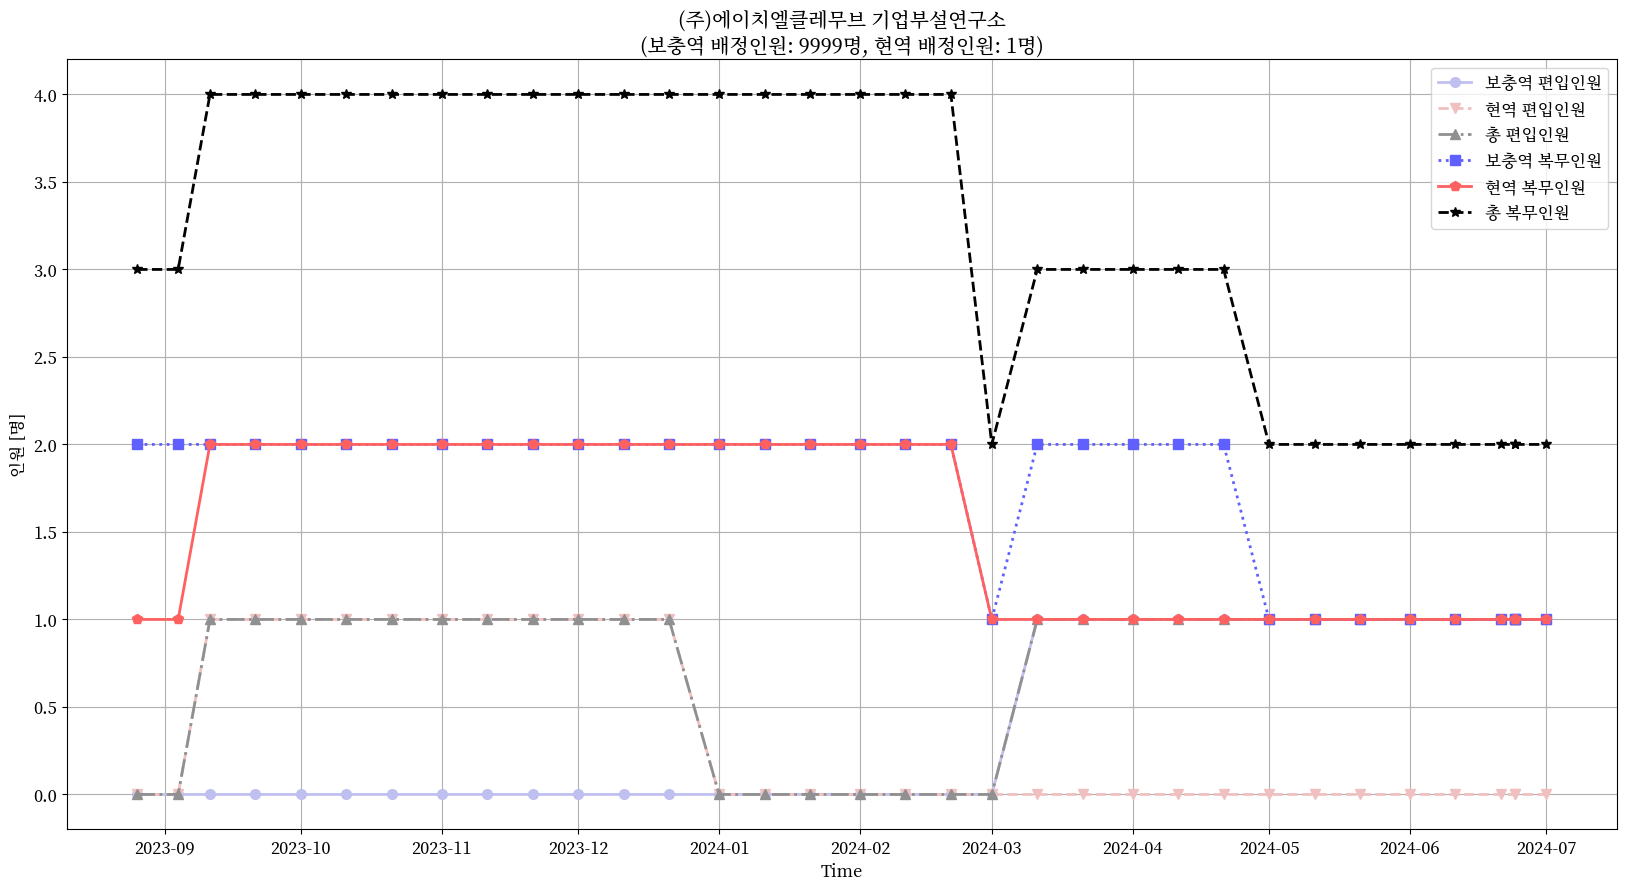 (주)에이치엘클레무브 기업부설연구소
(보충역 배정인원: 9999명, 현역 배정인원: 1명)
보충역 편입인원
현역 편입인원
총 편입인원
보충역 복무인원
현역 복무인원
총 복무인원
인원 [명]
4.0
3.5
3.0
2.5
2.0
1.5
1.0
0.5
0.0
2023-09 2023-10 2023-11 2023-12 2024-01 2024-02 2024-03 2024-04 2024-05 2024-06 2024-07
Time